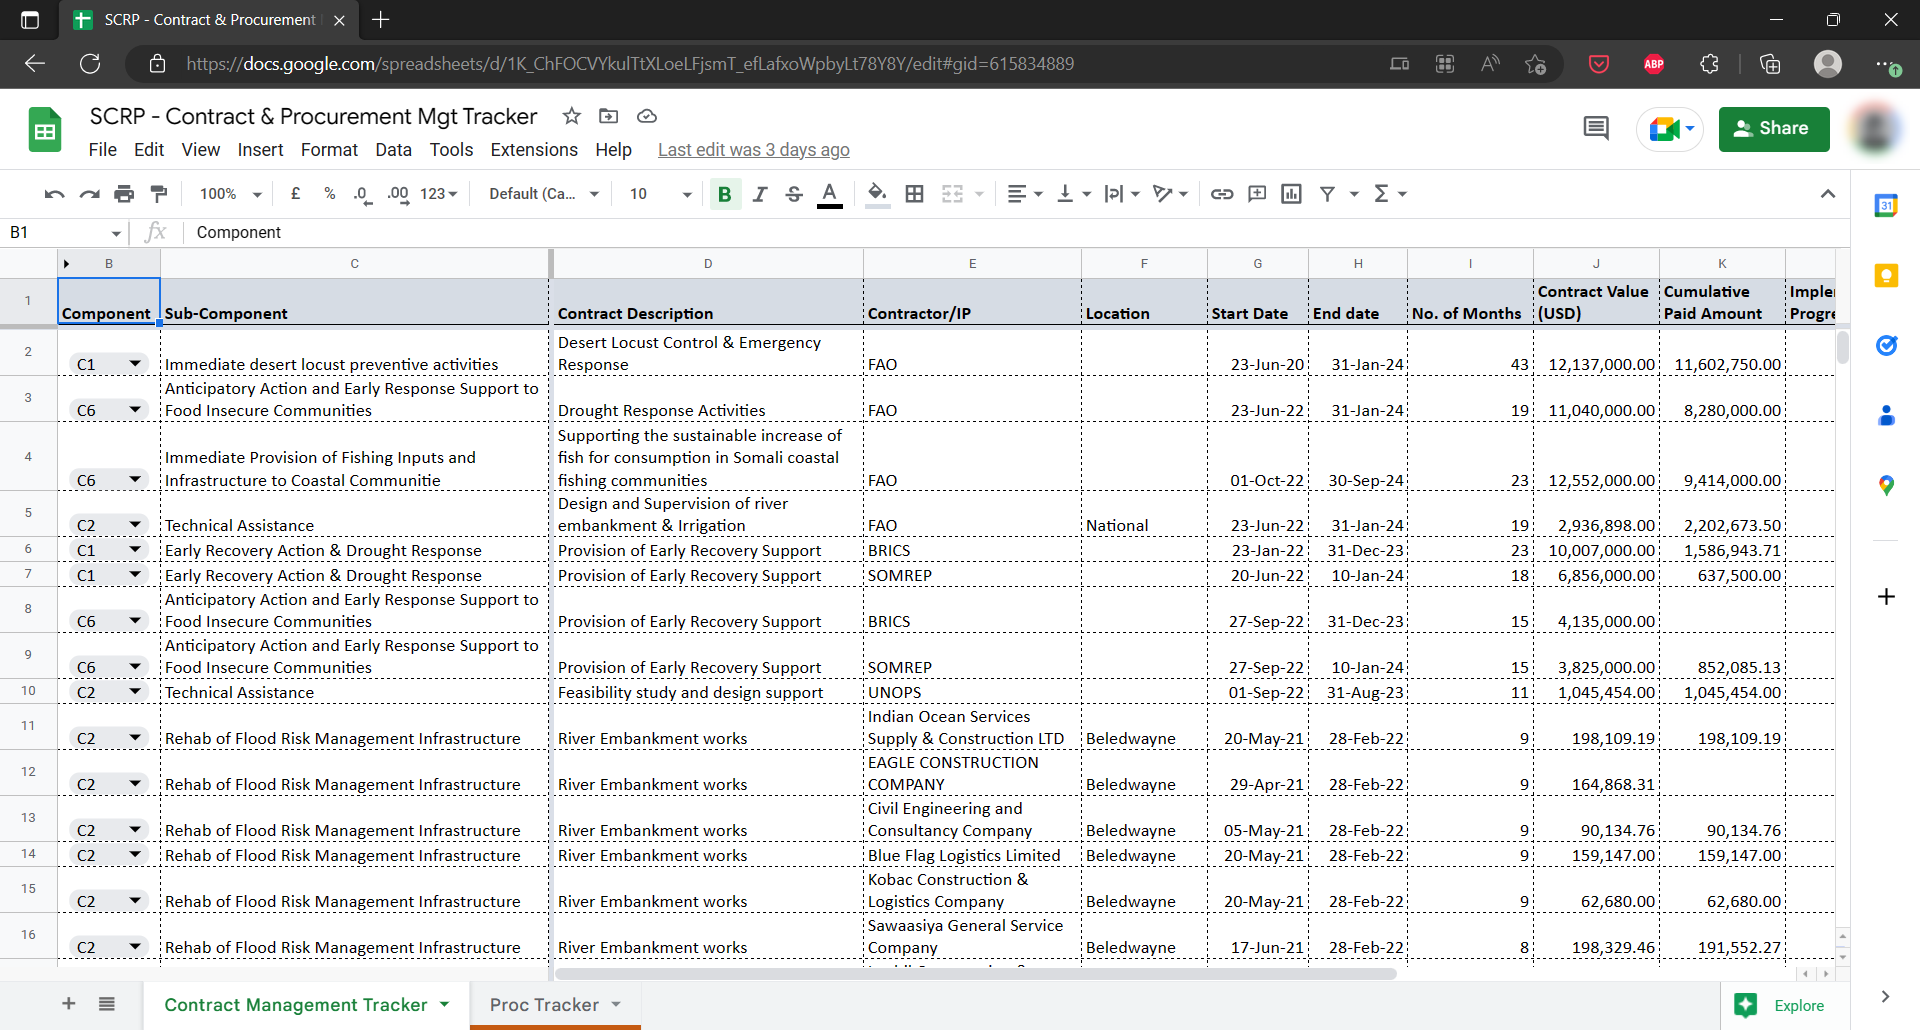 SCRP - Contract & Procurement
https://docs.google.com/spreadsheets/d/1K_ChFOCVYkulTtXLoeLFjsmT_efLafxoWpbyLt78Y8Y/edit#gid=615834889
ABP
SCRP - Contract & Procurement Mgt Tracker
Share
File Edit View Insert Format Data Tools Extensions Help Last edit was 3 days ago
100% £ % .0 .00 123 Default (Ca... 10 B I S A Σ
31
B1 fx Component
B C D E F G H I J K
1 Component Sub-Component Contract Description Contractor/IP Location Start Date End date No. of Months Contract Value (USD) Cumulative Paid Amount Imple Progre
2 C1 Immediate desert locust preventive activities Desert Locust Control & Emergency Response FAO 23-Jun-20 31-Jan-24 43 12,137,000.00 11,602,750.00
3 C6 Anticipatory Action and Early Response Support to Food Insecure Communities Drought Response Activities FAO 23-Jun-22 31-Jan-24 19 11,040,000.00 8,280,000.00
4 C6 Immediate Provision of Fishing Inputs and Infrastructure to Coastal Communitie Supporting the sustainable increase of fish for consumption in Somali coastal fishing communities FAO 01-Oct-22 30-Sep-24 23 12,552,000.00 9,414,000.00
5 C2 Technical Assistance Design and Supervision of river embankment & Irrigation FAO National 23-Jun-22 31-Jan-24 19 2,936,898.00 2,202,673.50
6 C1 Early Recovery Action & Drought Response Provision of Early Recovery Support BRICS 23-Jan-22 31-Dec-23 23 10,007,000.00 1,586,943.71
7 C1 Early Recovery Action & Drought Response Provision of Early Recovery Support SOMREP 20-Jun-22 10-Jan-24 18 6,856,000.00 637,500.00
8 C6 Anticipatory Action and Early Response Support to Food Insecure Communities Provision of Early Recovery Support BRICS 27-Sep-22 31-Dec-23 15 4,135,000.00
9 C6 Anticipatory Action and Early Response Support to Food Insecure Communities Provision of Early Recovery Support SOMREP 27-Sep-22 10-Jan-24 15 3,825,000.00 852,085.13
10 C2 Technical Assistance Feasibility study and design support UNOPS 01-Sep-22 31-Aug-23 11 1,045,454.00 1,045,454.00
11 C2 Rehab of Flood Risk Management Infrastructure River Embankment works Indian Ocean Services Supply & Construction LTD Beledwayne 20-May-21 28-Feb-22 9 198,109.19 198,109.19
12 C2 Rehab of Flood Risk Management Infrastructure River Embankment works EAGLE CONSTRUCTION COMPANY Beledwayne 29-Apr-21 28-Feb-22 9 164,868.31
13 C2 Rehab of Flood Risk Management Infrastructure River Embankment works Civil Engineering and Consultancy Company Beledwayne 05-May-21 28-Feb-22 9 90,134.76 90,134.76
14 C2 Rehab of Flood Risk Management Infrastructure River Embankment works Blue Flag Logistics Limited Beledwayne 20-May-21 28-Feb-22 9 159,147.00 159,147.00
15 C2 Rehab of Flood Risk Management Infrastructure River Embankment works Kobac Construction & Logistics Company Beledwayne 20-May-21 28-Feb-22 9 62,680.00 62,680.00
16 C2 Rehab of Flood Risk Management Infrastructure River Embankment works Sawaasiya General Service Company Beledwayne 17-Jun-21 28-Feb-22 8 198,329.46 191,552.27
Contract Management Tracker Proc Tracker Explore